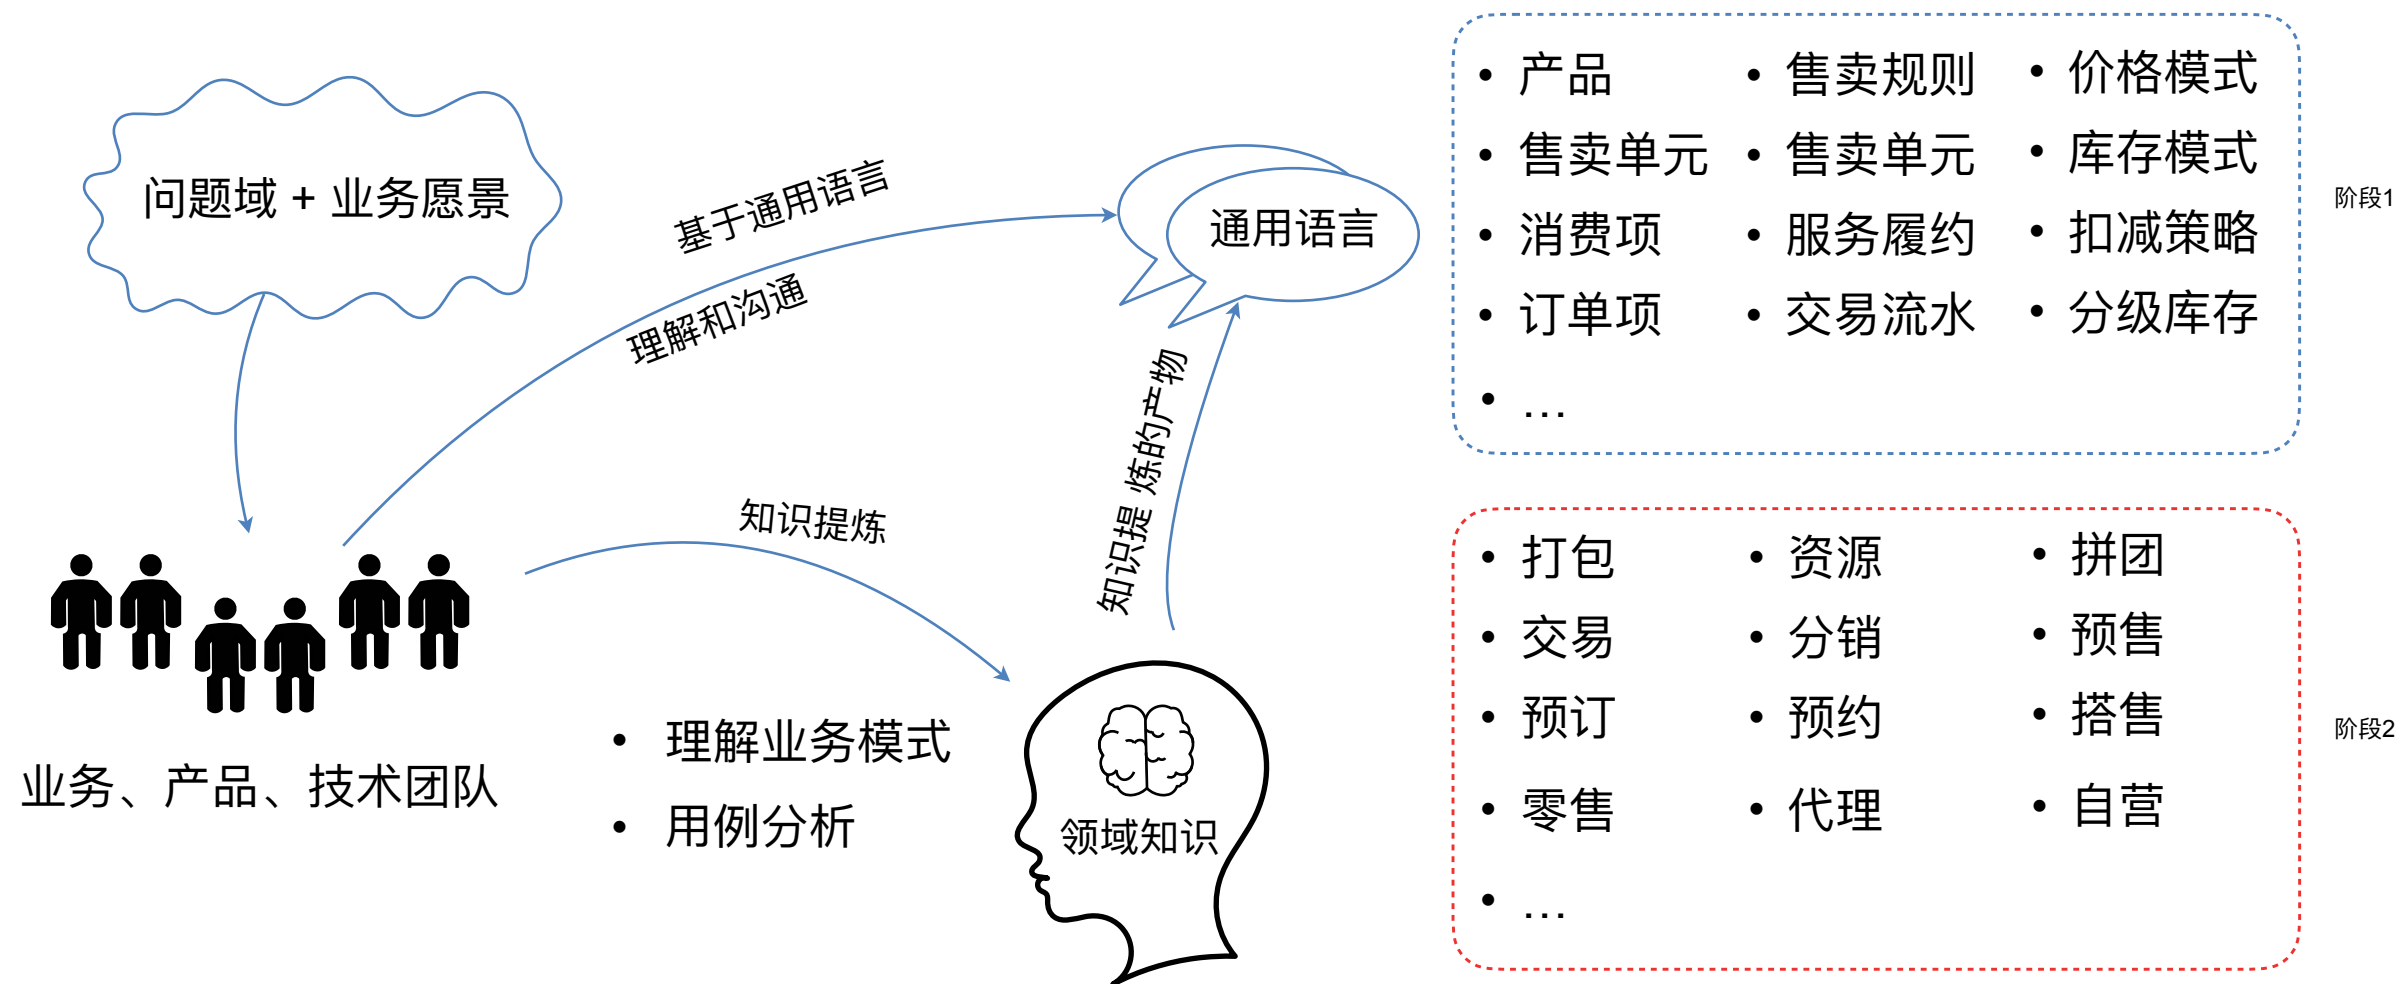 问题域 + 业务愿景
基于通用语言
理解和沟通
通用语言
知识提炼
知识提 炼的产物
业务、产品、技术团队
• 理解业务模式
• 用例分析
领域知识
• 产品
• 售卖单元
• 消费项
• 订单项
• …
• 售卖规则
• 售卖单元
• 服务履约
• 交易流水
• 价格模式
• 库存模式
• 扣减策略
• 分级库存
阶段1
• 打包
• 交易
• 预订
• 零售
• …
• 资源
• 分销
• 预约
• 代理
• 拼团
• 预售
• 搭售
• 自营
阶段2